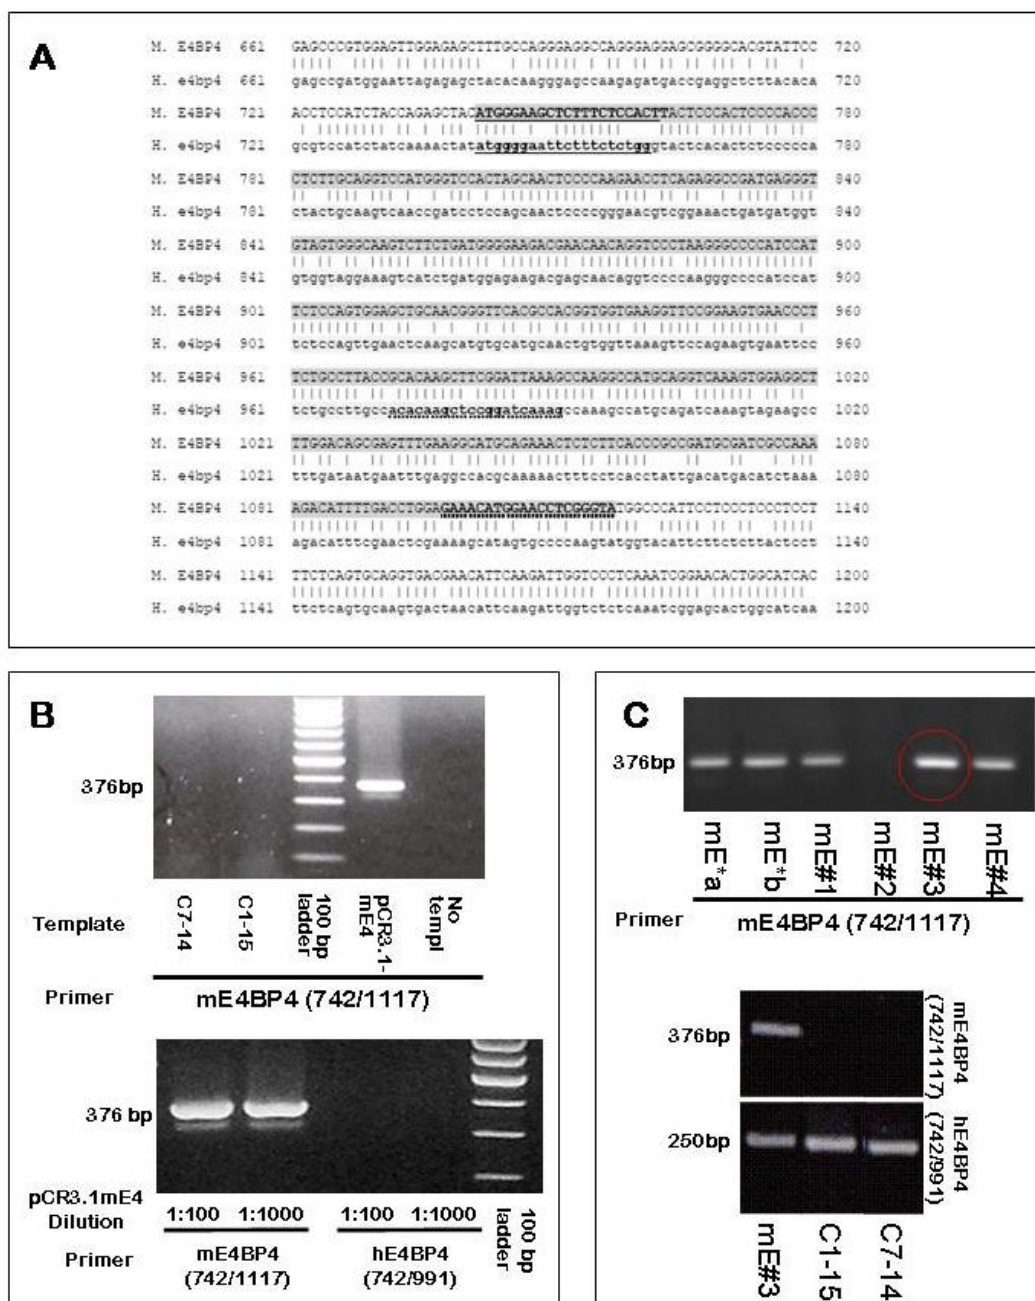 A
M. E4BP4 661 GAGCCCGTGGAGTTGGAGAGCTTTGCCAGGGAGGCCAGGGAGGAGCGGGGCACGTATTCC 720
H. e4bp4 661 gagccgatggaattagagagctacacaagggagccaagagatgaccgaggctcttacaca 720
M. E4BP4 721 ACCTCCATCTACCAGAGCTACATGGGAAGCTCTTTCTCCACTTACTCCCACTCCCCACCC 780
H. e4bp4 721 gcgtccatctatcaaaactatatggggaattctttctctgggtactcacactctccccca 780
M. E4BP4 781 CTCTTGCAGGTCCATGGGTCCACTAGCAACTCCCCAAGAACCTCAGAGGCCGATGAGGGT 840
H. e4bp4 781 ctactgcaagtcaaccgatcctccagcaactccccgggaacgtcggaaactgatgatggt 840
M. E4BP4 841 GTAGTGGGCAAGTCTTCTGATGGGGAAGACGAACAACAGGTCCCTAAGGGCCCCATCCAT 900
H. e4bp4 841 gtggtaggaaagtcatctgatggagaagacgagcaacaggtccccaagggccccatccat 900
M. E4BP4 901 TCTCCAGTGGAGCTGCAACGGGTTCACGCCACGGTGGTGAAGGTTCCGGAAGTGAACCCT 960
H. e4bp4 901 tctccagttgaactcaagcatgtgcatgcaactgtggttaaagttccagaagtgaattcc 960
M. E4BP4 961 TCTGCCTTACCGCACAAGCTTCGGATTAAAGCCAAGGCCATGCAGGTCAAAGTGGAGGCT 1020
H. e4bp4 961 tctgccttgccacacaagctccggatcaaagccaaagccatgcagatcaaagtagaagcc 1020
M. E4BP4 1021 TTGGACAGCGAGTTTGAAGGCATGCAGAAACTCTCTTCACCCGCCGATGCGATCGCCAAA 1080
H. e4bp4 1021 tttgataatgaatttgaggccacgcaaaaactttcctcacctattgacatgacatctaaa 1080
M. E4BP4 1081 AGACATTTTGACCTGGAGAAACATGGAACCTCGGGTATGGCCCATTCCTCCCTCCCTCCT 1140
H. e4bp4 1081 agacatttcgaactcgaaaagcatagtgccccaagtatggtacattcttctcttactcct 1140
M. E4BP4 1141 TTCTCAGTGCAGGTGACGAACATTCAAGATTGGTCCCTCAAATCGGAACACTGGCATCAC 1200
H. e4bp4 1141 ttctcagtgcaagtgactaacattcaagattggtctctcaaatcggagcactggcatcaa 1200
B
376bp
Template
C7-14
C1-15
100 bp
ladder
pCR3.1-
mE4
No
templ
Primer
mE4BP4 (742/1117)
376 bp
pCR3.1mE4
Dilution
1:100 1:1000 1:100 1:1000
100 bp
ladder
Primer
mE4BP4
(742/1117)
hE4BP4
(742/991)
C
376bp
mE*a
mE*b
mE#1
mE#2
mE#3
mE#4
Primer
mE4BP4 (742/1117)
376bp
mE4BP4
(742/1117)
250bp
hE4BP4
(742/991)
mE#3
C1-15
C7-14